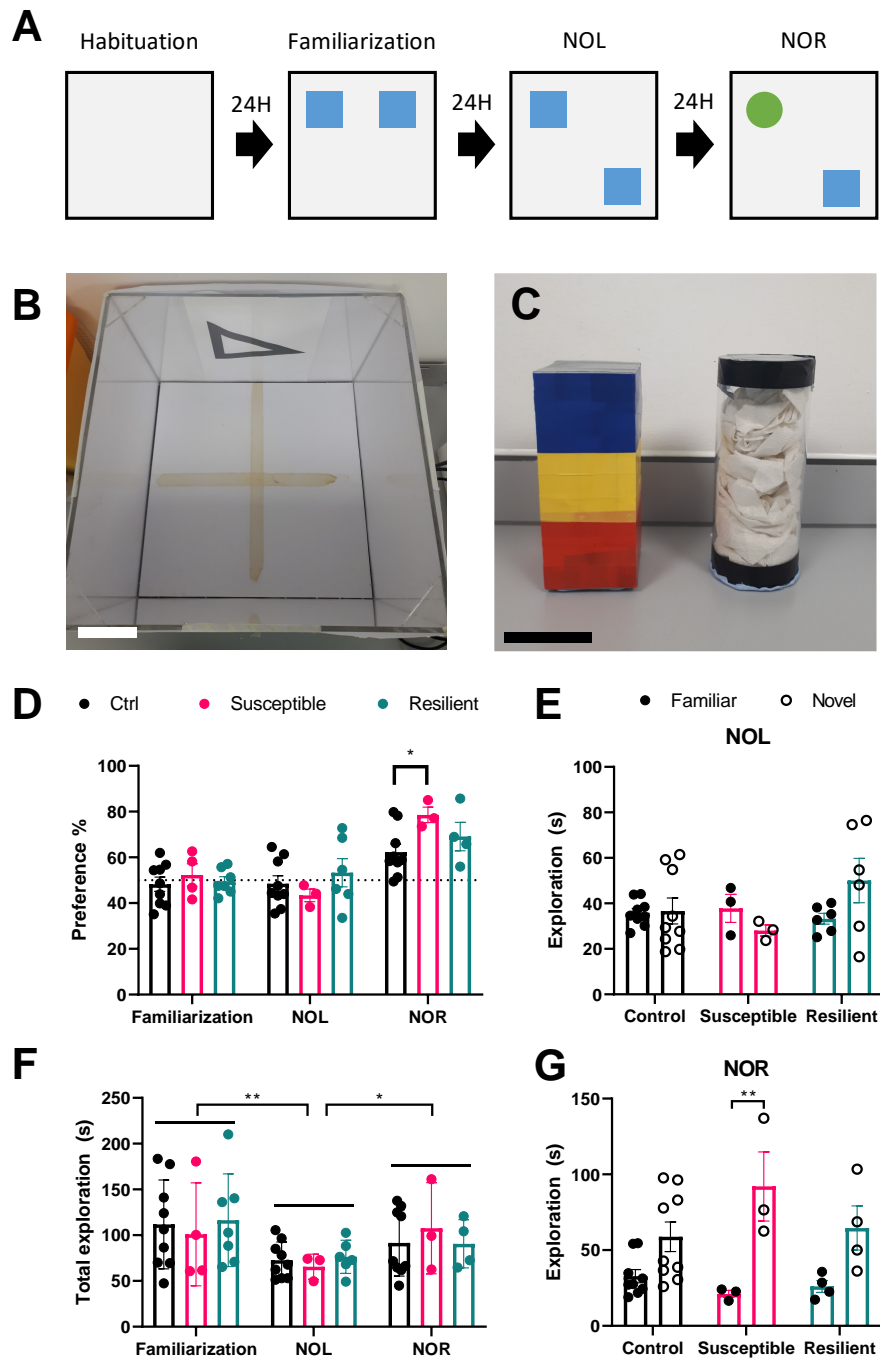 A
Habituation
Familiarization
NOL
NOR
24H
24H
24H
B
C
D
Ctrl
Susceptible
Resilient
E
Familiar
Novel
NOL
Preference %
100
80
60
40
20
0
*
Familiarization
NOL
NOR
Exploration (s)
100
80
60
40
20
0
Control
Susceptible
Resilient
F
Total exploration (s)
250
200
150
100
50
0
**
*
Familiarization
NOL
NOR
G
NOR
Exploration (s)
150
100
50
0
**
Control
Susceptible
Resilient